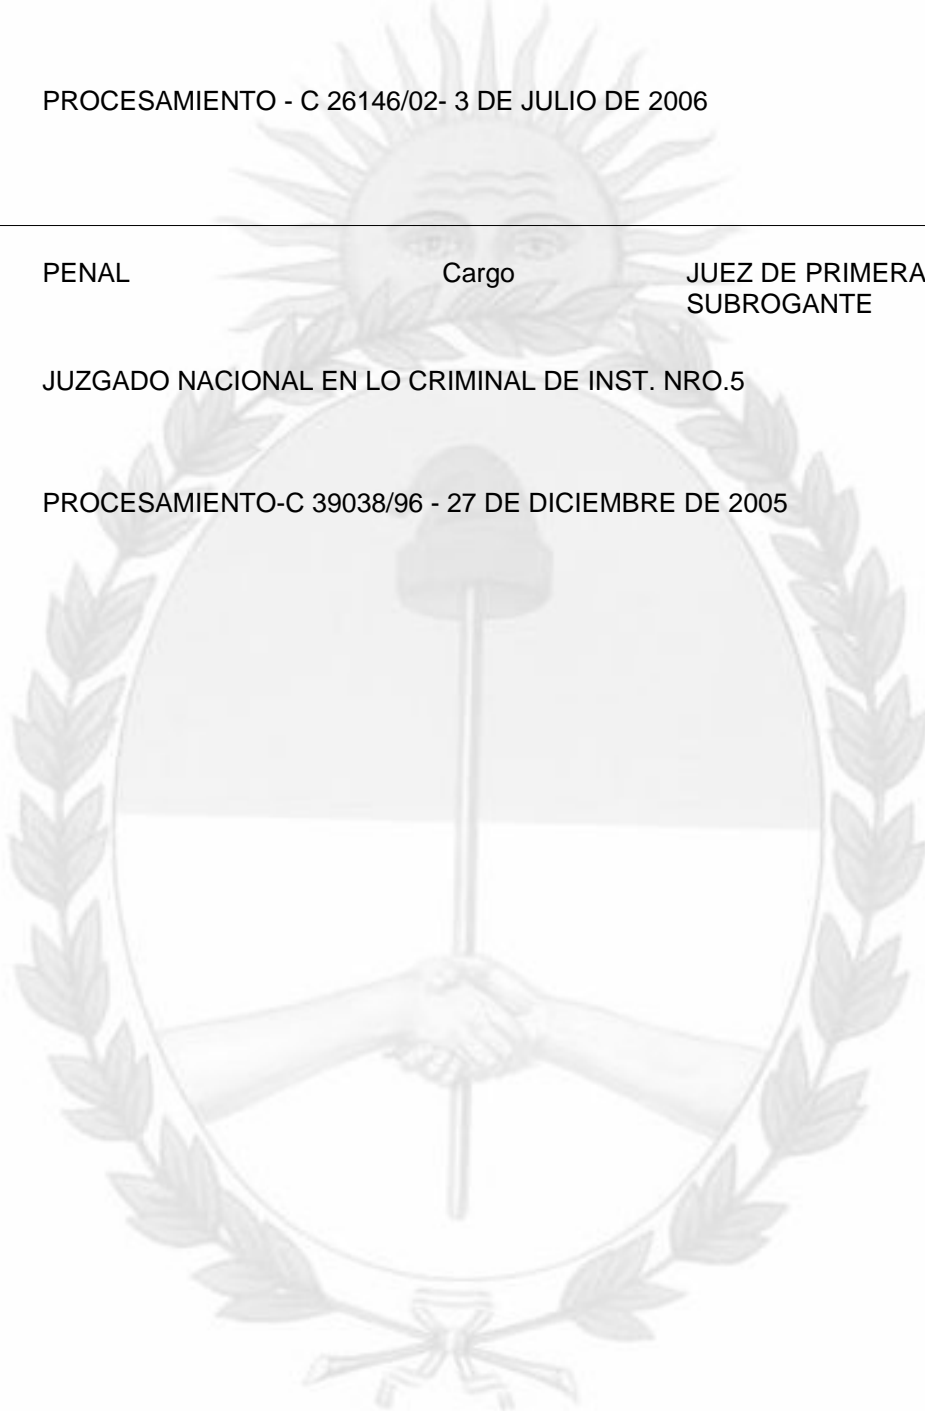 PROCESAMIENTO - C 26146/02- 3 DE JULIO DE 2006
PENAL Cargo JUEZ DE PRIMERA
SUBROGANTE
JUZGADO NACIONAL EN LO CRIMINAL DE INST. NRO.5
PROCESAMIENTO-C 39038/96 - 27 DE DICIEMBRE DE 2005